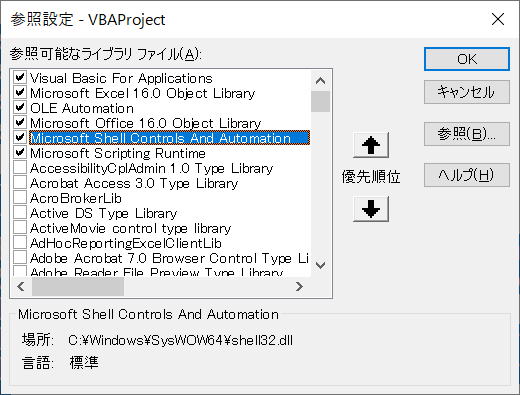 参照設定 - VBAProject
参照可能なライブラリ ファイル(A):
Visual Basic For Applications
Microsoft Excel 16.0 Object Library
OLE Automation
Microsoft Office 16.0 Object Library
Microsoft Shell Controls And Automation
Microsoft Scripting Runtime
AccessibilityCplAdmin 1.0 Type Library
Acrobat Access 3.0 Type Library
AcroBrokerLib
Active DS Type Library
ActiveMovie control type library
AdHocReportingExcelClientLib
Adobe Acrobat 7.0 Browser Control Type Li
Adobe Reader File Preview Type Library
優先順位
OK
キャンセル
参照(B)...
ヘルプ(H)
Microsoft Shell Controls And Automation
場所: C:¥Windows¥SysWOW64¥shell32.dll
言語: 標準